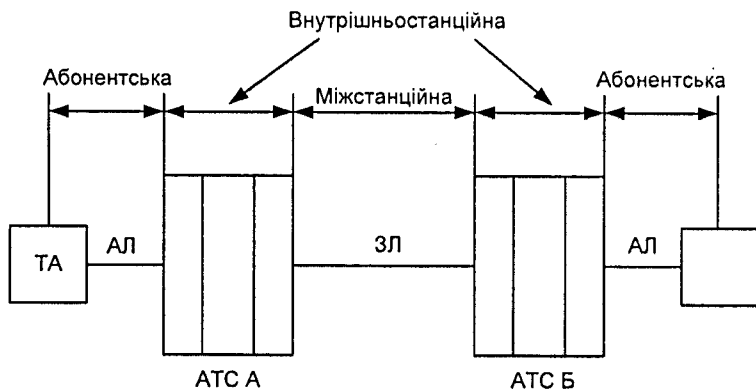 Внутрішньостанційна
Абонентська
Міжстанційна
Абонентська
ТА
АЛ
ЗЛ
АЛ
АТС А
АТС Б